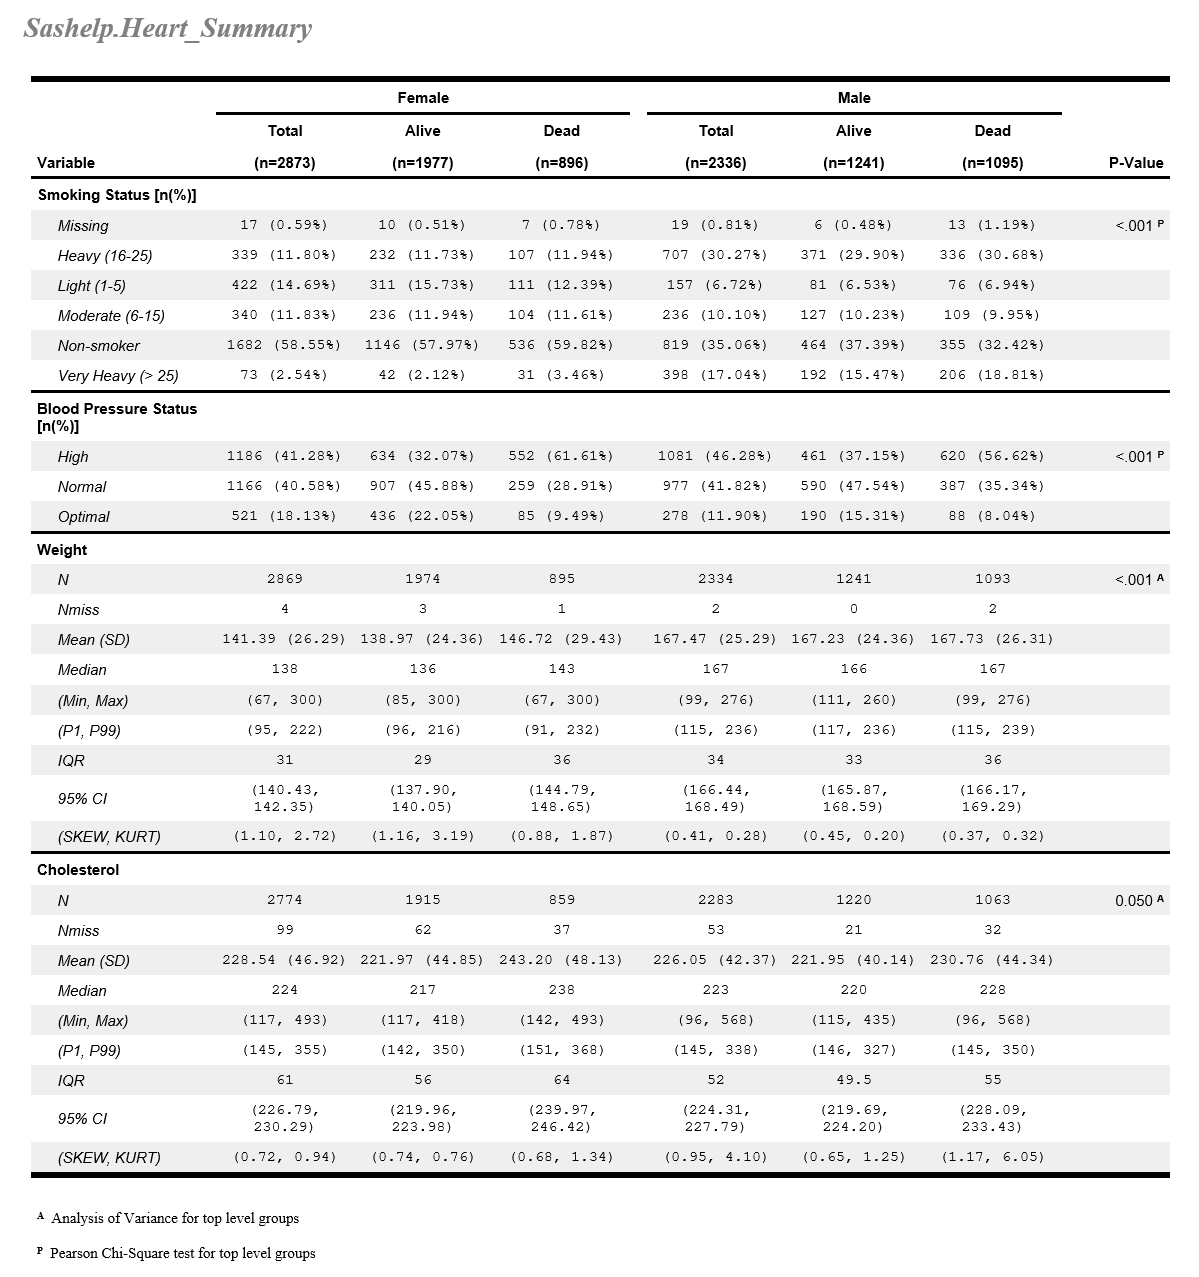 Sashelp.Heart_Summary
Female Male
Total Alive Dead Total Alive Dead
Variable (n=2873) (n=1977) (n=896) (n=2336) (n=1241) (n=1095) P-Value
Smoking Status [n(%)]
Missing 17 (0.59%) 10 (0.51%) 7 (0.78%) 19 (0.81%) 6 (0.48%) 13 (1.19%) <.001 P
Heavy (16-25) 339 (11.80%) 232 (11.73%) 107 (11.94%) 707 (30.27%) 371 (29.90%) 336 (30.68%)
Light (1-5) 422 (14.69%) 311 (15.73%) 111 (12.39%) 157 (6.72%) 81 (6.53%) 76 (6.94%)
Moderate (6-15) 340 (11.83%) 236 (11.94%) 104 (11.61%) 236 (10.10%) 127 (10.23%) 109 (9.95%)
Non-smoker 1682 (58.55%) 1146 (57.97%) 536 (59.82%) 819 (35.06%) 464 (37.39%) 355 (32.42%)
Very Heavy (> 25) 73 (2.54%) 42 (2.12%) 31 (3.46%) 398 (17.04%) 192 (15.47%) 206 (18.81%)
Blood Pressure Status
[n(%)]
High 1186 (41.28%) 634 (32.07%) 552 (61.61%) 1081 (46.28%) 461 (37.15%) 620 (56.62%) <.001 P
Normal 1166 (40.58%) 907 (45.88%) 259 (28.91%) 977 (41.82%) 590 (47.54%) 387 (35.34%)
Optimal 521 (18.13%) 436 (22.05%) 85 (9.49%) 278 (11.90%) 190 (15.31%) 88 (8.04%)
Weight
N 2869 1974 895 2334 1241 1093 <.001 A
Nmiss 4 3 1 2 0 2
Mean (SD) 141.39 (26.29) 138.97 (24.36) 146.72 (29.43) 167.47 (25.29) 167.23 (24.36) 167.73 (26.31)
Median 138 136 143 167 166 167
(Min, Max) (67, 300) (85, 300) (67, 300) (99, 276) (111, 260) (99, 276)
(P1, P99) (95, 222) (96, 216) (91, 232) (115, 236) (117, 236) (115, 239)
IQR 31 29 36 34 33 36
(140.43, (137.90, (144.79, (166.44, (165.87, (166.17,
95% CI
142.35) 140.05) 148.65) 168.49) 168.59) 169.29)
(SKEW, KURT) (1.10, 2.72) (1.16, 3.19) (0.88, 1.87) (0.41, 0.28) (0.45, 0.20) (0.37, 0.32)
Cholesterol
N 2774 1915 859 2283 1220 1063 0.050 A
Nmiss 99 62 37 53 21 32
Mean (SD) 228.54 (46.92) 221.97 (44.85) 243.20 (48.13) 226.05 (42.37) 221.95 (40.14) 230.76 (44.34)
Median 224 217 238 223 220 228
(Min, Max) (117, 493) (117, 418) (142, 493) (96, 568) (115, 435) (96, 568)
(P1, P99) (145, 355) (142, 350) (151, 368) (145, 338) (146, 327) (145, 350)
IQR 61 56 64 52 49.5 55
(226.79, (219.96, (239.97, (224.31, (219.69, (228.09,
95% CI
230.29) 223.98) 246.42) 227.79) 224.20) 233.43)
(SKEW, KURT) (0.72, 0.94) (0.74, 0.76) (0.68, 1.34) (0.95, 4.10) (0.65, 1.25) (1.17, 6.05)
A Analysis of Variance for top level groups
P Pearson Chi-Square test for top level groups